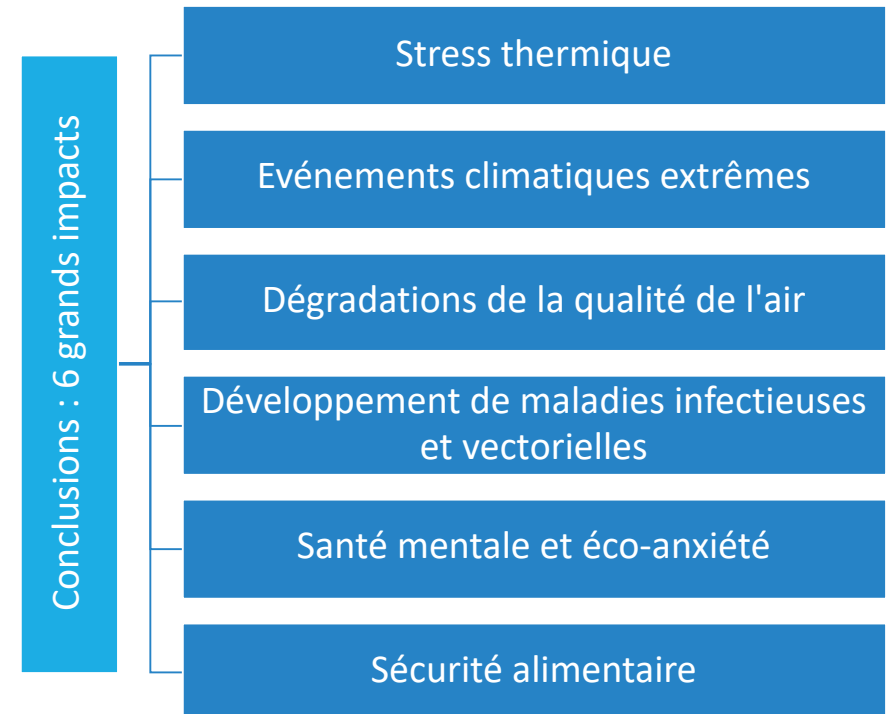 Conclusions : 6 grands impacts
Stress thermique
Evénements climatiques extrêmes
Dégradations de la qualité de l'air
Développement de maladies infectieuses
et vectorielles
Santé mentale et éco-anxiété
Sécurité alimentaire